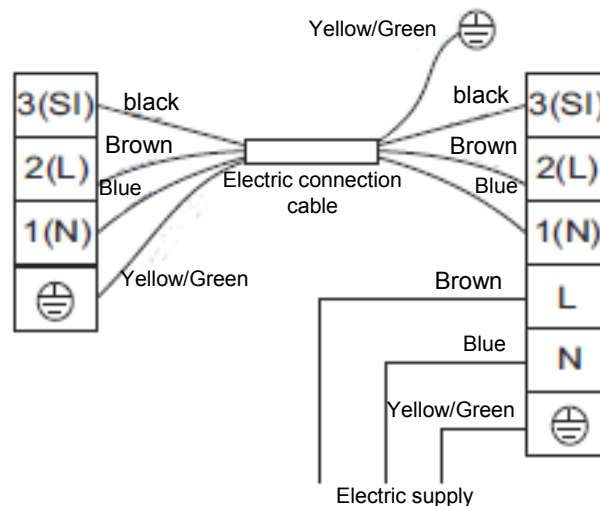 Yellow/Green
3(SI)
black
black
3(SI)
2(L)
Brown
Brown
2(L)
Blue
Electric connection
cable
Blue
1(N)
1(N)
Yellow/Green
Brown
L
Blue
N
Yellow/Green
Electric supply